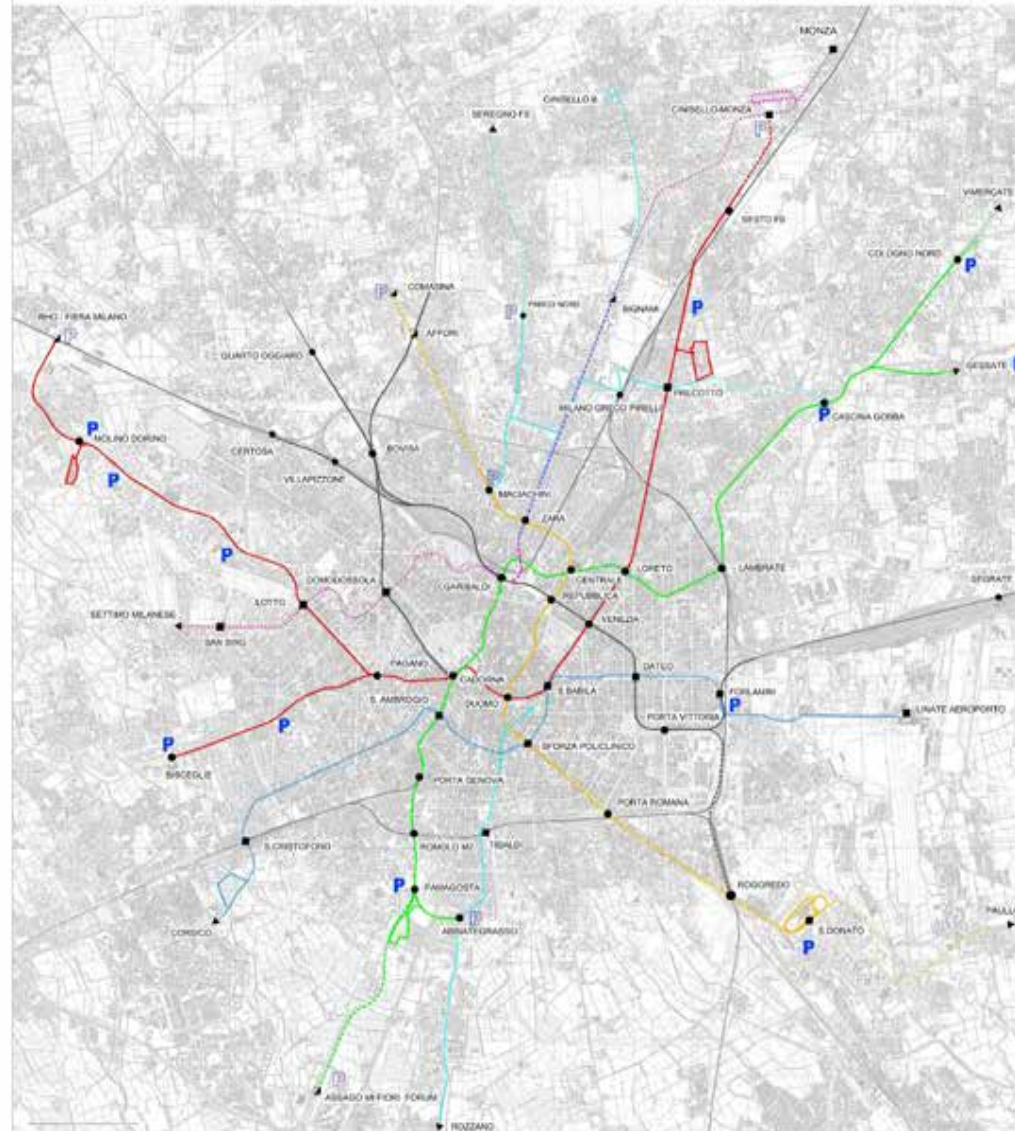 MONZA
CINISELLO B.
CINISELLO-MONZA
P
SEREGNO FS
VIMERCATE
SESTO FS
COLOGNO NORD
P
P
COMASINA
BIGNAMI
P
PARCO NORD
P
RHO - FIERA MILANO
P
AFFORI
QUARTO OGGIARO
GESSATE
PRECOTTO
MILANO GRECO PIRELLI
P
CASCINA GOBBA
MOLINO DORINO
P
CERTOSA
BOVISA
VILLAPIZZONE
P
P
MACIACHINI
ZARA
P
DOMODOSSOLA
GARIBALDI
CENTRALE
LORETO
LAMBRATE
LOTTO
REPUBBLICA
SEGRATE
SETTIMO MILANESE
SAN SIRO
VENEZIA
PAGANO
CADORNA
DATEO
S. AMBROGIO
DUOMO
S.BABILA
FORLANINI
P
LINATE AEROPORTO
P
P
PORTA VITTORIA
SFORZA POLICLINICO
BISCEGLIE
PORTA GENOVA
PORTA ROMANA
S.CRISTOFORO
ROMOLO M2
TIBALDI
P
FAMAGOSTA
ROGOREDO
P
ABBIATEGRASSO
CORSICO
S.DONATO
P
PAULLO
P
ASSAGO MI FIORI FORUM
ROZZANO